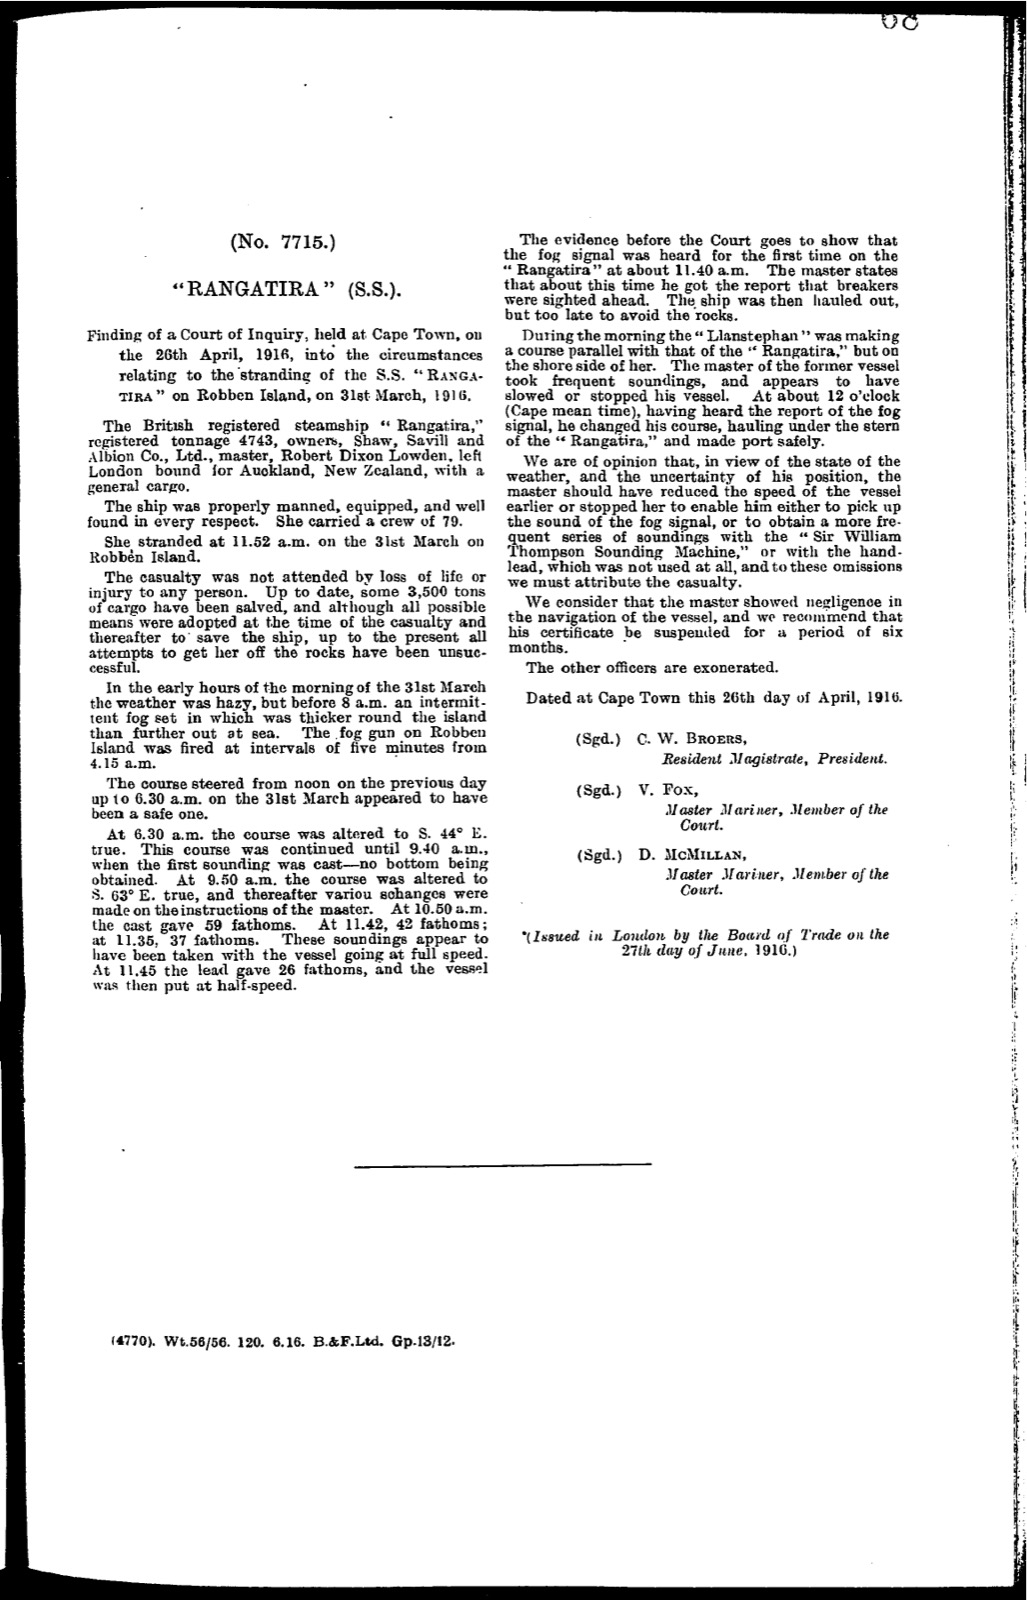 (No. 7715.)
"RANGATIRA" (S.S.).
Finding of a Court of Inquiry, held at Cape Town, on
the 26th April, 1916, into the circumstances
relating to the stranding of the S.S. "RANGA-
TIRA" on Robben Island, on 31st March, 1916.
The British registered steamship "Rangatira,"
registered tonnage 4743, owners, Shaw, Savill and
Albion Co., Ltd., master, Robert Dixon Lowden, left
London bound for Auckland, New Zealand, with a
general cargo.
The ship was properly manned, equipped, and well
found in every respect. She carried a crew of 79.
She stranded at 11.52 a.m. on the 31st March on
Robben Island.
The casualty was not attended by loss of life or
injury to any person. Up to date, some 3,500 tons
of cargo have been salved, and although all possible
means were adopted at the time of the casualty and
thereafter to save the ship, up to the present all
attempts to get her off the rocks have been unsuc-
cessful.
In the early hours of the morning of the 31st March
the weather was hazy, but before 8 a.m. an intermit-
tent fog set in which was thicker round the island
than further out at sea. The fog gun on Robben
Island was fired at intervals of five minutes from
4.15 a.m.
The course steered from noon on the previous day
up to 6.30 a.m. on the 31st March appeared to have
been a safe one.
At 6.30 a.m. the course was altered to S. 44° E.
true. This course was continued until 9.40 a.m.,
when the first sounding was cast—no bottom being
obtained. At 9.50 a.m. the course was altered to
S. 63° E. true, and thereafter variou schanges were
made on the instructions of the master. At 10.50 a.m.
the cast gave 59 fathoms. At 11.42, 42 fathoms;
at 11.35, 37 fathoms. These soundings appear to
have been taken with the vessel going at full speed.
At 11.45 the lead gave 26 fathoms, and the vessel
was then put at half-speed.
The evidence before the Court goes to show that
the fog signal was heard for the first time on the
"Rangatira" at about 11.40 a.m. The master states
that about this time he got the report that breakers
were sighted ahead. The ship was then hauled out,
but too late to avoid the rocks.
During the morning the "Llanstephan" was making
a course parallel with that of the "Rangatira," but on
the shore side of her. The master of the former vessel
took frequent soundings, and appears to have
slowed or stopped his vessel. At about 12 o'clock
(Cape mean time), having heard the report of the fog
signal, he changed his course, hauling under the stern
of the "Rangatira," and made port safely.
We are of opinion that, in view of the state of the
weather, and the uncertainty of his position, the
master should have reduced the speed of the vessel
earlier or stopped her to enable him either to pick up
the sound of the fog signal, or to obtain a more fre-
quent series of soundings with the "Sir William
Thompson Sounding Machine," or with the hand-
lead, which was not used at all, and to these omissions
we must attribute the casualty.
We consider that the master showed negligence in
the navigation of the vessel, and we recommend that
his certificate be suspended for a period of six
months.
The other officers are exonerated.
Dated at Cape Town this 26th day of April, 1916.
(Sgd.) C. W. BROERS,
Resident Magistrate, President.
(Sgd.) V. FOX,
Master Mariner, Member of the
Court.
(Sgd.) D. MCMILLAN,
Master Mariner, Member of the
Court.
(Issued in London by the Board of Trade on the
27th day of June, 1916.)
(4770). Wt.56/56. 120. 6.16. B.&F.Ltd. Gp.13/12.